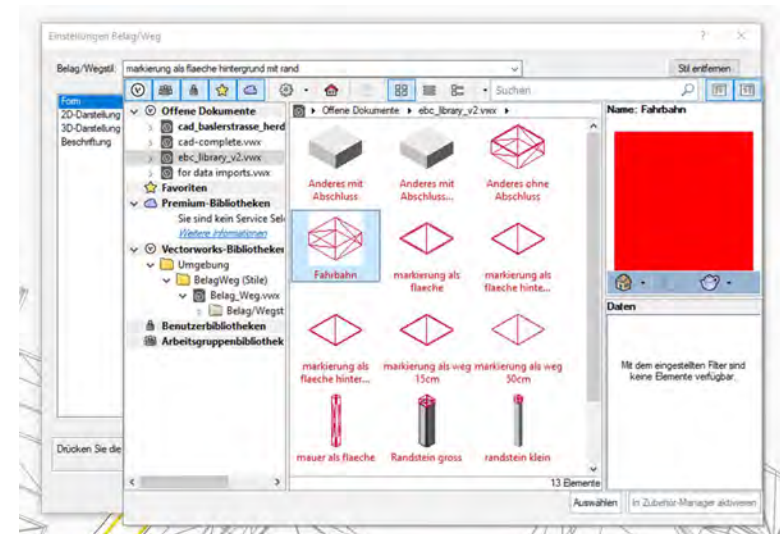 Einstellungen Belag/Weg
? ×
Belag/Wegstil: markierung als flaeche hintergrund mit rand
Stil entfernen
Form
2D-Darstellung
3D-Darstellung
Beschriftung
Drücken Sie die
Suchen
Offene Dokumente
cad_baslerstrasse_herd
cad-complete.vwx
ebc_library_v2.vwx
for data imports.vwx
Favoriten
Premium-Bibliotheken
Sie sind kein Service Sel
Weitere Informationen
Vectorworks-Bibliotheken
Umgebung
BelagWeg (Stile)
Belag_Weg.vwx
Belag/Wegst
Benutzerbibliotheken
Arbeitsgruppenbibliothek
Offene Dokumente ebc_library_v2.vwx
Anderes mit Abschluss
Anderes mit Abschluss...
Anderes ohne Abschluss
Fahrbahn
markierung als flaeche
markierung als flaeche hinte...
markierung als flaeche hinter...
markierung als weg 15cm
markierung als weg 50cm
mauer als flaeche
Randstein gross
randstein klein
13 Elemente
Name: Fahrbahn
Daten
Mit dem eingestellten Filter sind
keine Elemente verfügbar.
Auswählen
In Zubehör-Manager aktivieren